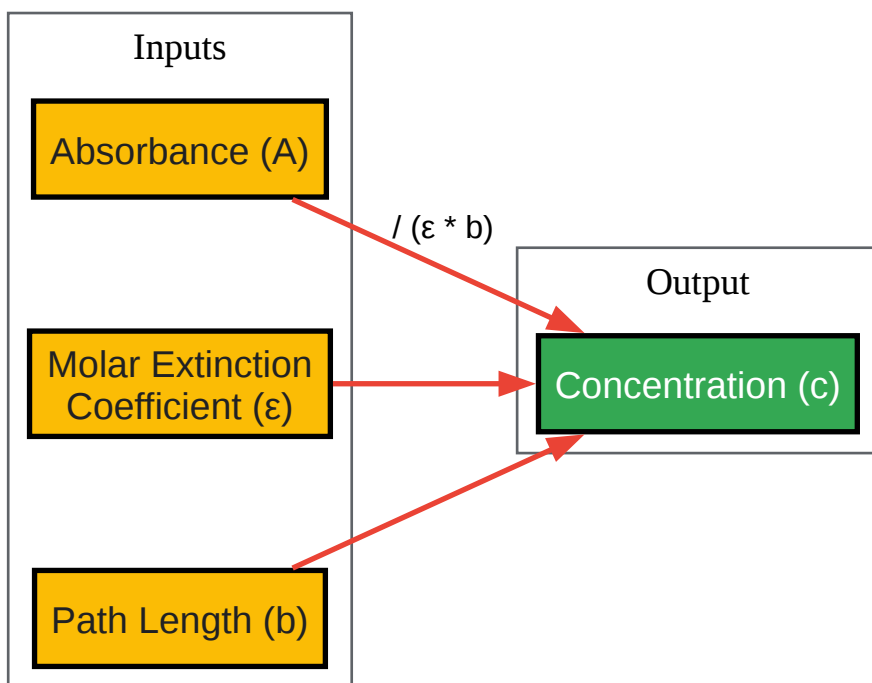 Inputs
Absorbance (A)
/ (ε * b)
Output
Molar Extinction
Coefficient (ε)
Concentration (c)
Path Length (b)